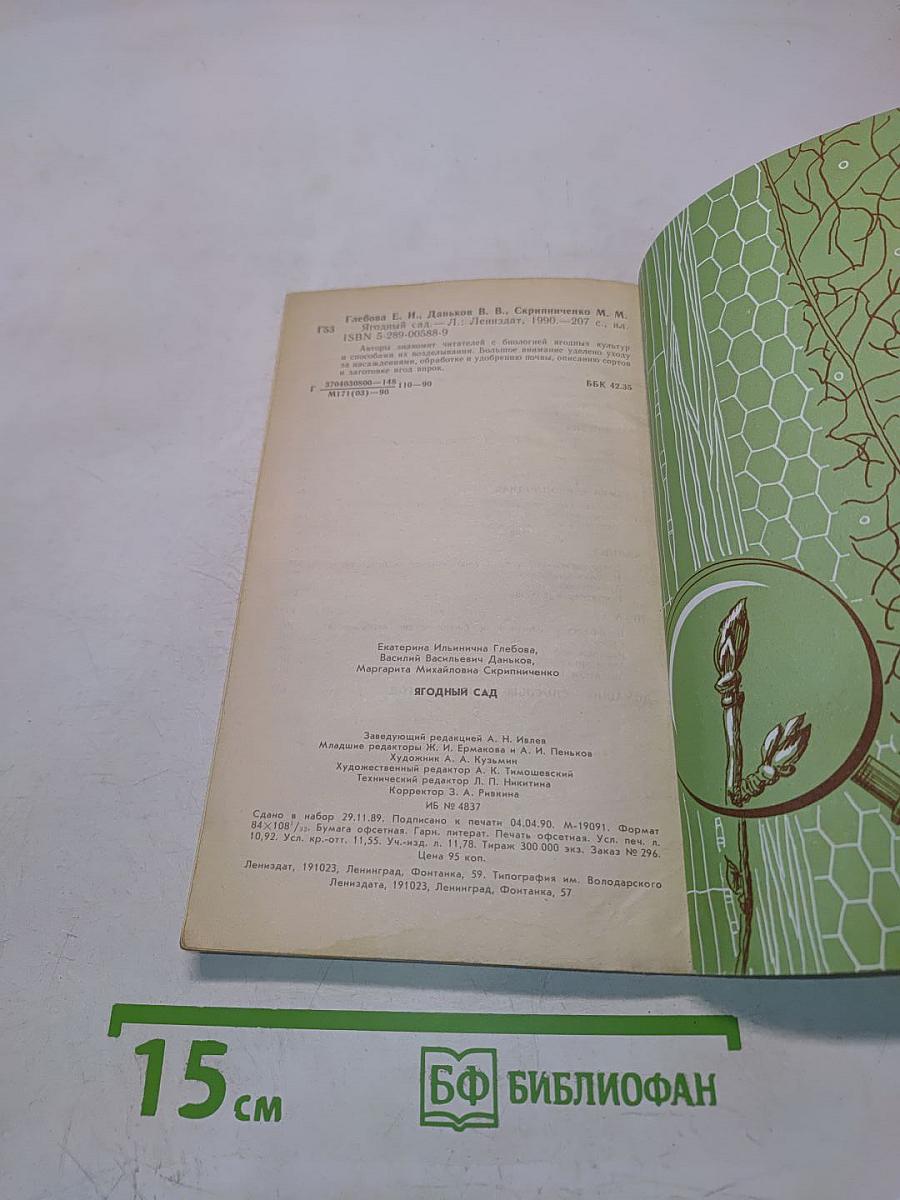 Глебова Е. И., Даньков В. В., Скрипниченко М. М.
Г53 Ягодный сад.— Л.: Лениздат, 1990.—207 с., ил.
ISBN 5-289-00588-9
Авторы знакомят читателей с биологией ягодных культур
и способами их возделывания. Большое внимание уделено уходу
за насаждениями, обработке и удобрению почвы, описанию сортов
и заготовке ягод впрок.
Г 3704030800—148 110—90 ББК 42.35
М171(03)—90
Екатерина Ильинична Глебова,
Василий Васильевич Даньков,
Маргарита Михайловна Скрипниченко
ЯГОДНЫЙ САД
Заведующий редакцией А. Н. Ивлев
Младшие редакторы Ж. И. Ермакова и А. И. Пеньков
Художник А. А. Кузьмин
Художественный редактор А. К. Тимошевский
Технический редактор Л. П. Никитина
Корректор З. А. Ривкина
ИБ № 4837
Сдано в набор 29.11.89. Подписано к печати 04.04.90. М-19091. Формат
84×108¹/₃₂. Бумага офсетная. Гарн. литерат. Печать офсетная. Усл. печ. л.
10,92. Усл. кр.-отт. 11,55. Уч.-изд. л. 11,78. Тираж 300 000 экз. Заказ № 296.
Цена 95 коп.
Лениздат, 191023, Ленинград, Фонтанка, 59. Типография им. Володарского
Лениздата, 191023, Ленинград, Фонтанка, 57
15 см
БФ БИБЛИОФАН